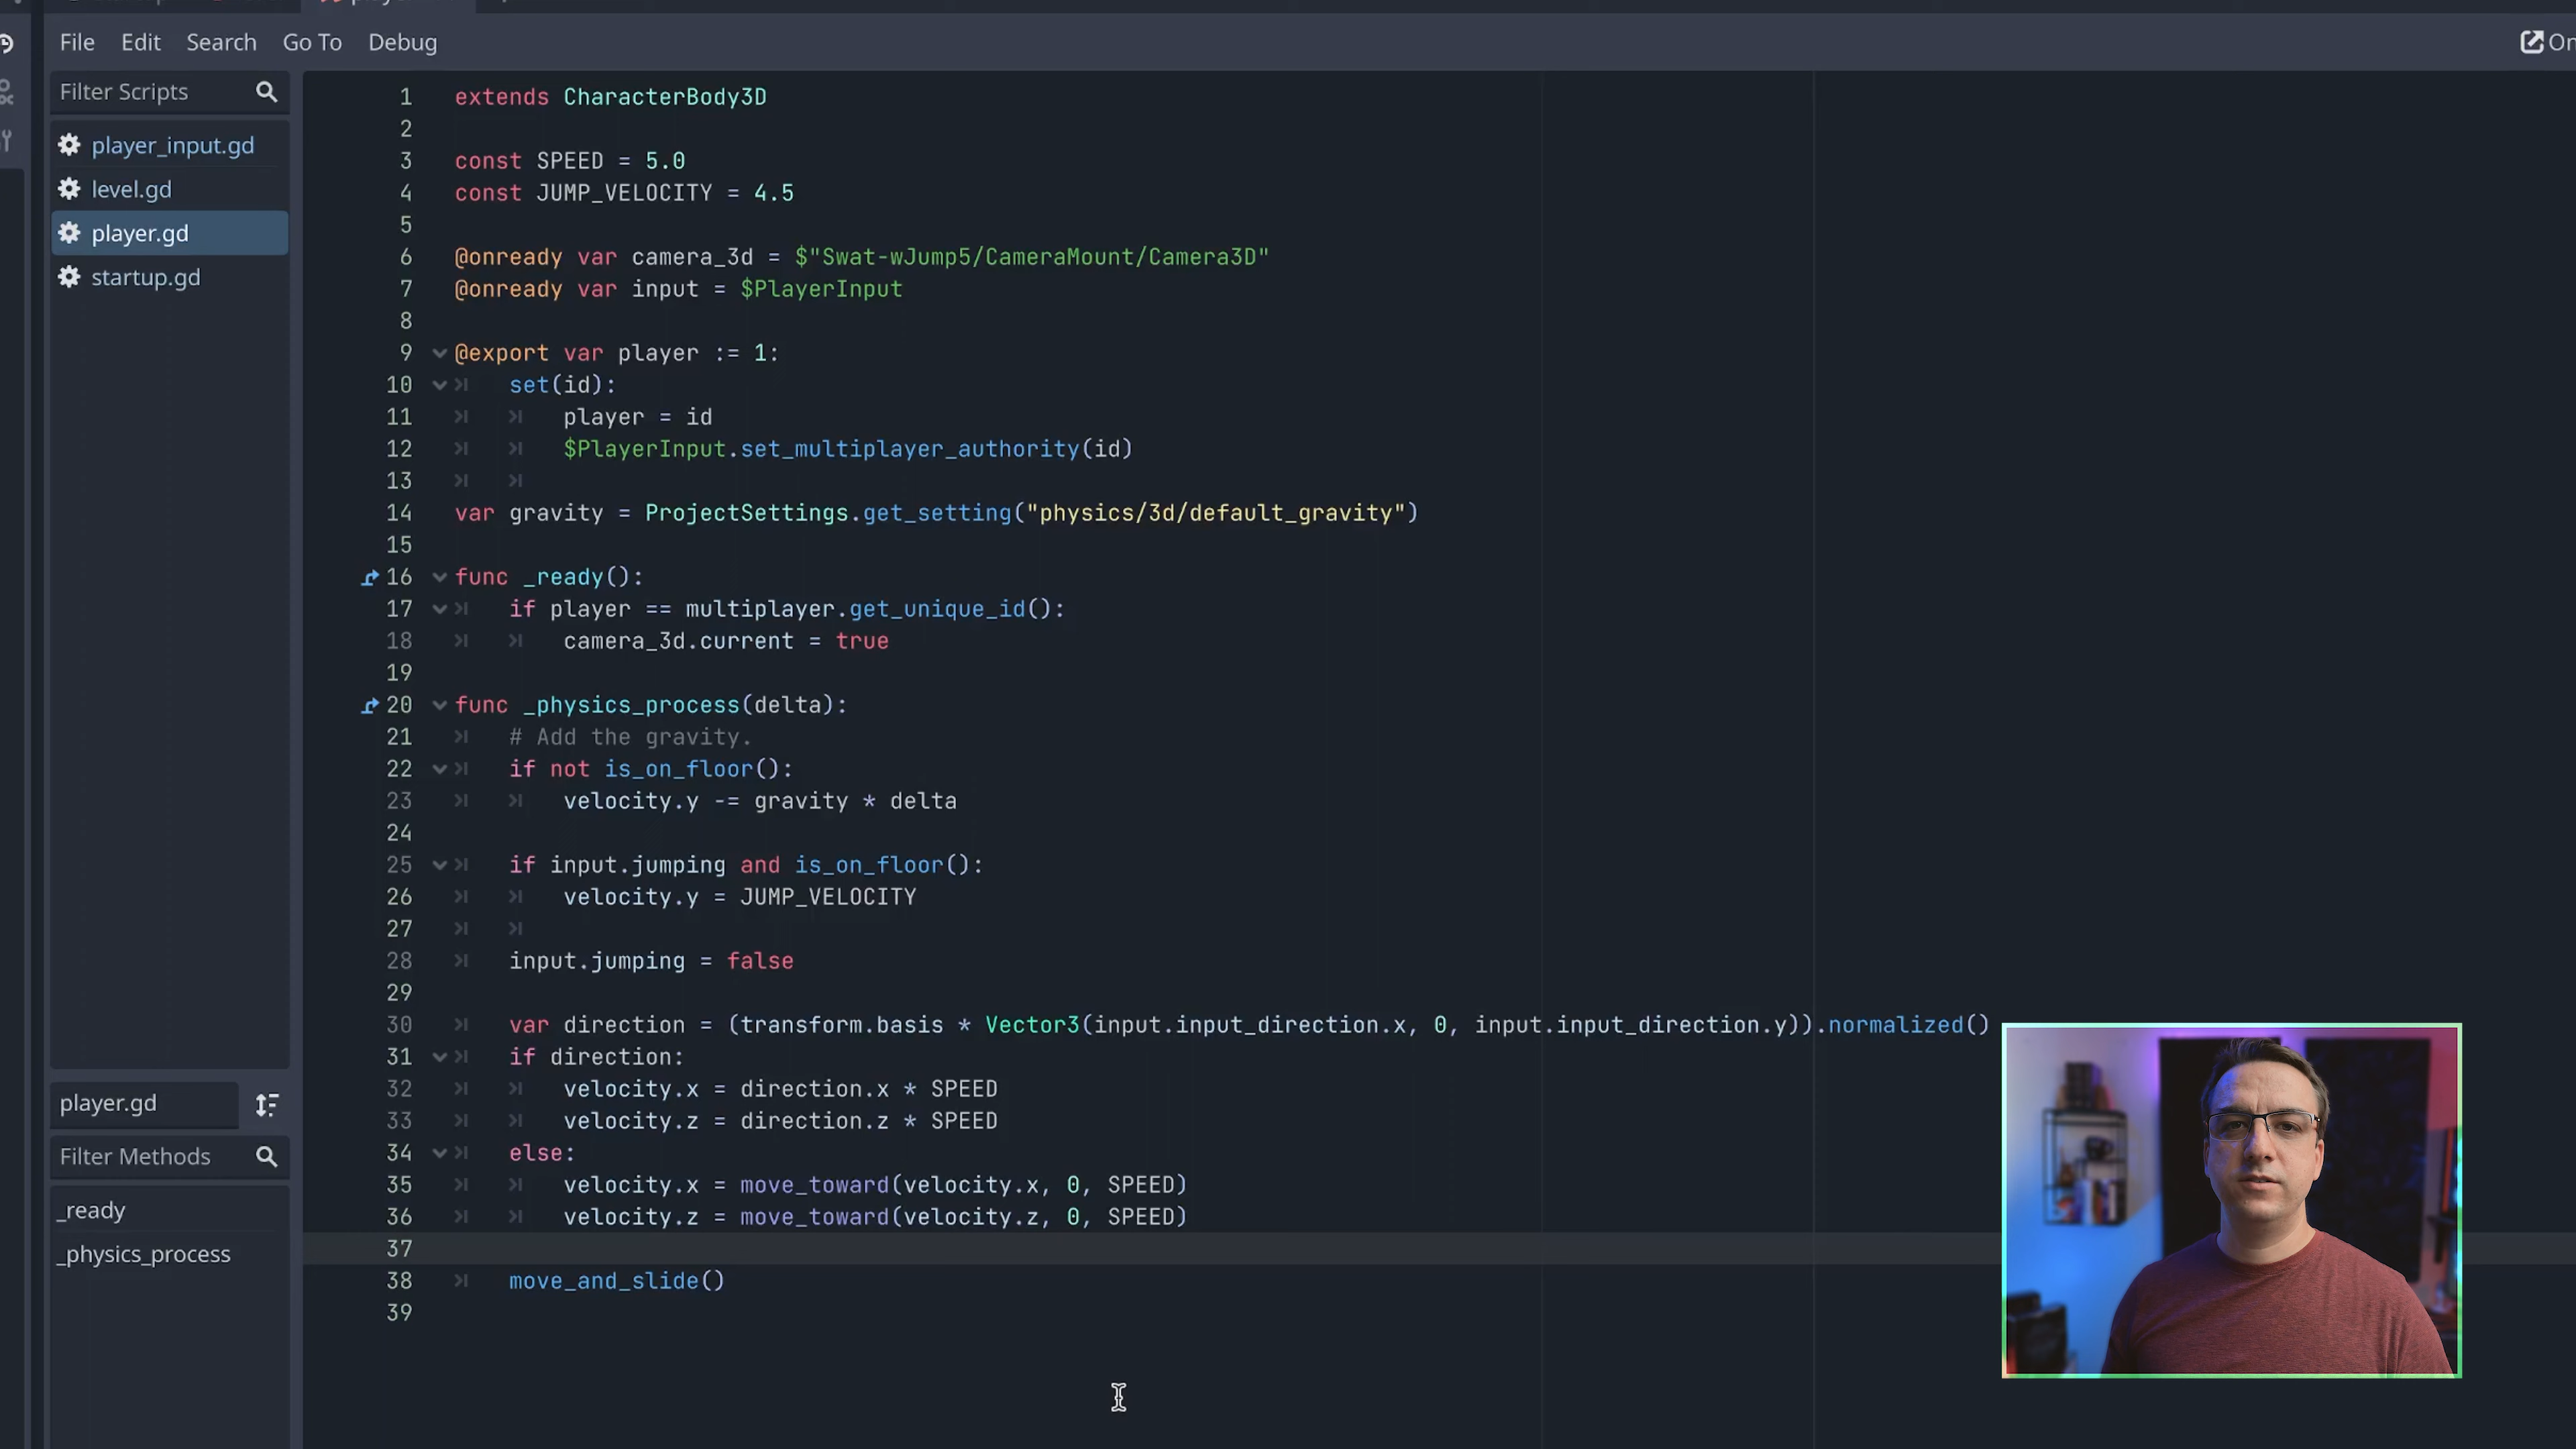 File Edit Search Go To Debug
Filter Scripts
player_input.gd
level.gd
player.gd
startup.gd
player.gd
Filter Methods
_ready
_physics_process
1 extends CharacterBody3D
2
3 const SPEED = 5.0
4 const JUMP_VELOCITY = 4.5
5
6 @onready var camera_3d = $"Swat-wJump5/CameraMount/Camera3D"
7 @onready var input = $PlayerInput
8
9 @export var player := 1:
10 set(id):
11 player = id
12 $PlayerInput.set_multiplayer_authority(id)
13
14 var gravity = ProjectSettings.get_setting("physics/3d/default_gravity")
15
16 func _ready():
17 if player == multiplayer.get_unique_id():
18 camera_3d.current = true
19
20 func _physics_process(delta):
21 # Add the gravity.
22 if not is_on_floor():
23 velocity.y -= gravity * delta
24
25 if input.jumping and is_on_floor():
26 velocity.y = JUMP_VELOCITY
27
28 input.jumping = false
29
30 var direction = (transform.basis * Vector3(input.input_direction.x, 0, input.input_direction.y)).normalized()
31 if direction:
32 velocity.x = direction.x * SPEED
33 velocity.z = direction.z * SPEED
34 else:
35 velocity.x = move_toward(velocity.x, 0, SPEED)
36 velocity.z = move_toward(velocity.z, 0, SPEED)
37
38 move_and_slide()
39